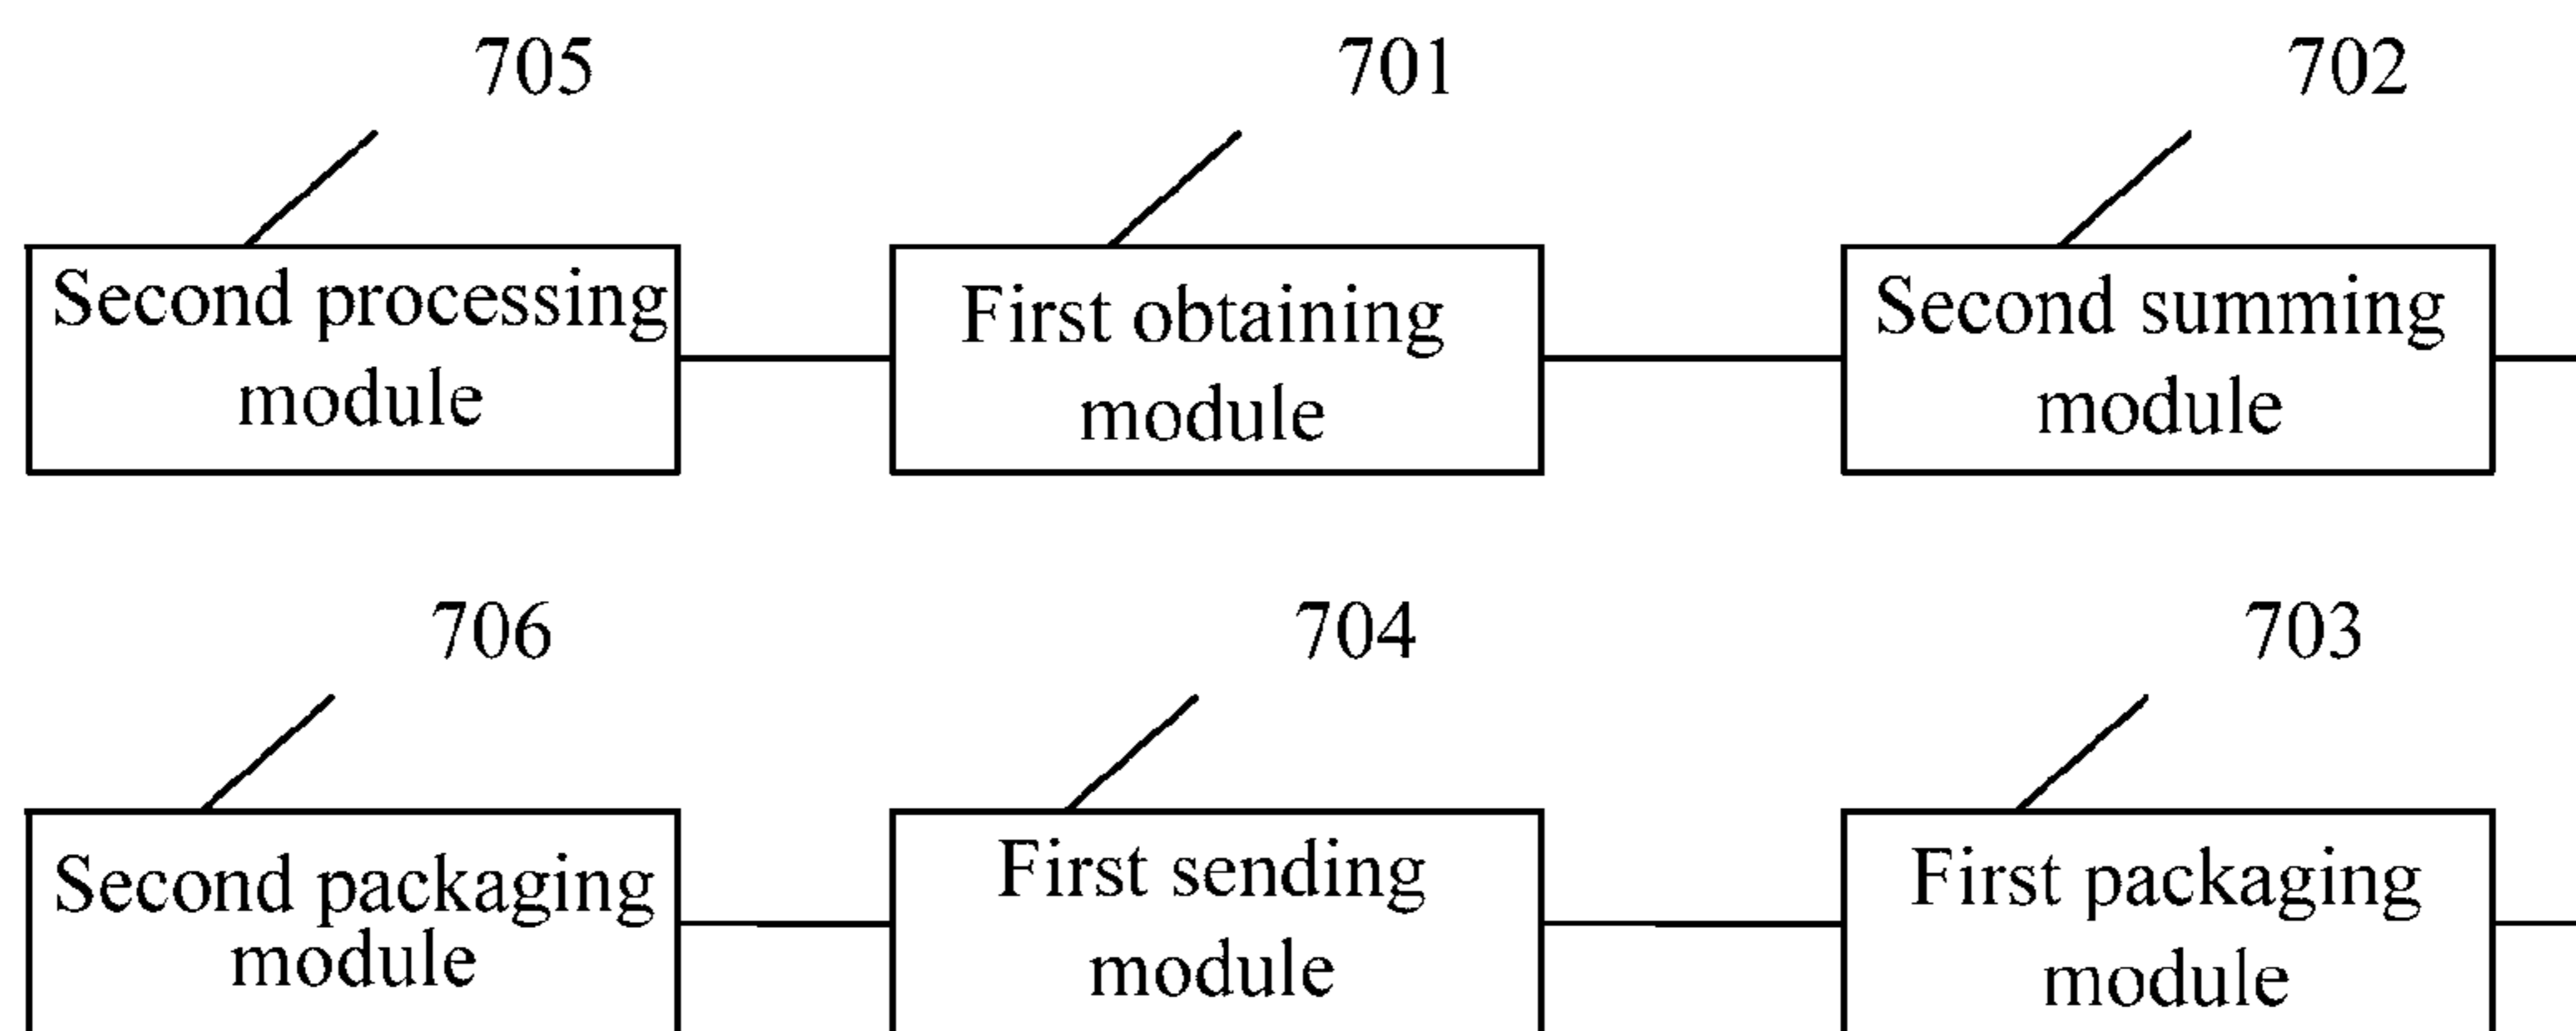 705
701
702
Second processing
module
First obtaining
module
Second summing
module
706
704
703
Second packaging
module
First sending
module
First packaging
module